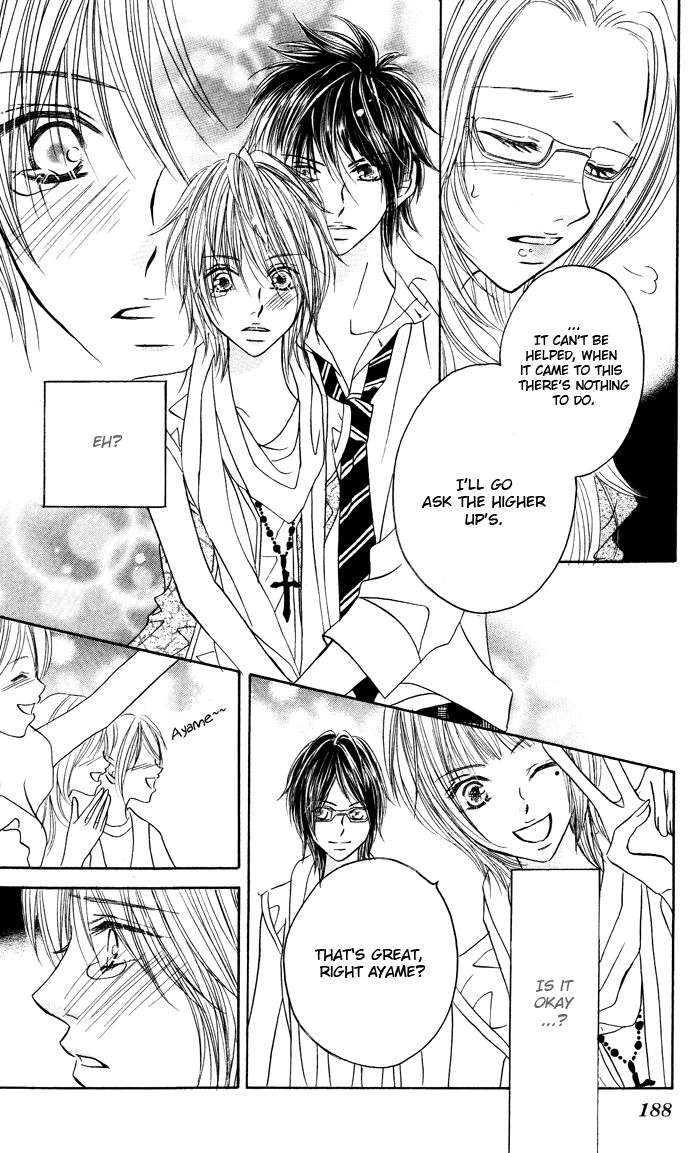 ...
IT CAN'T BE
HELPED, WHEN
IT CAME TO THIS
THERE'S NOTHING
TO DO.
I'LL GO
ASK THE HIGHER
UP'S.
EH?
Ayame~~
THAT'S GREAT,
RIGHT AYAME?
IS IT
OKAY
...?
188